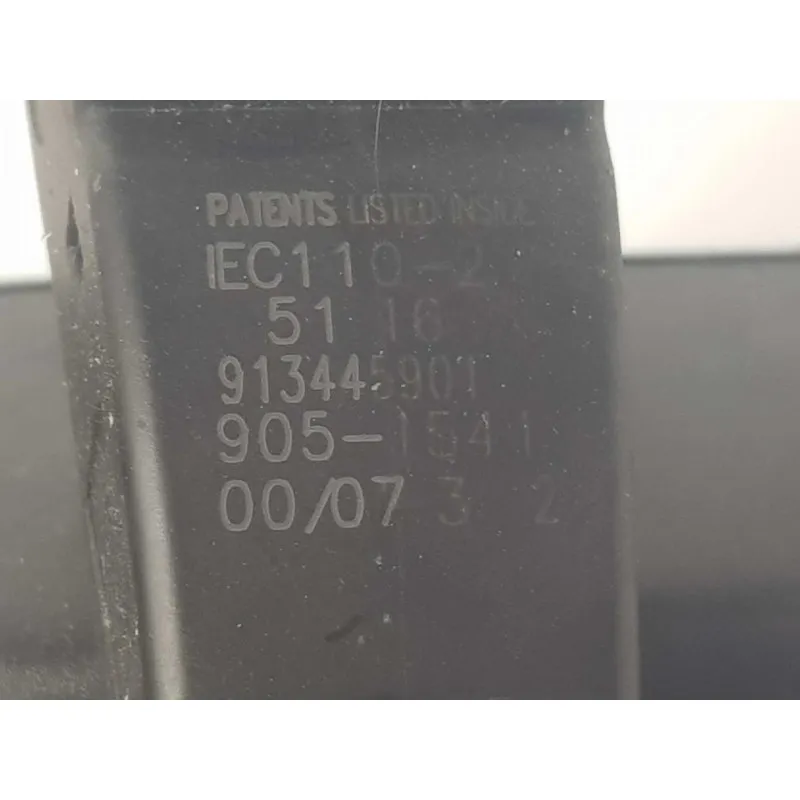 PATENTS LISTED INSIDE
IEC110-2
51 16
913445901
905-1541
00/07 3 2